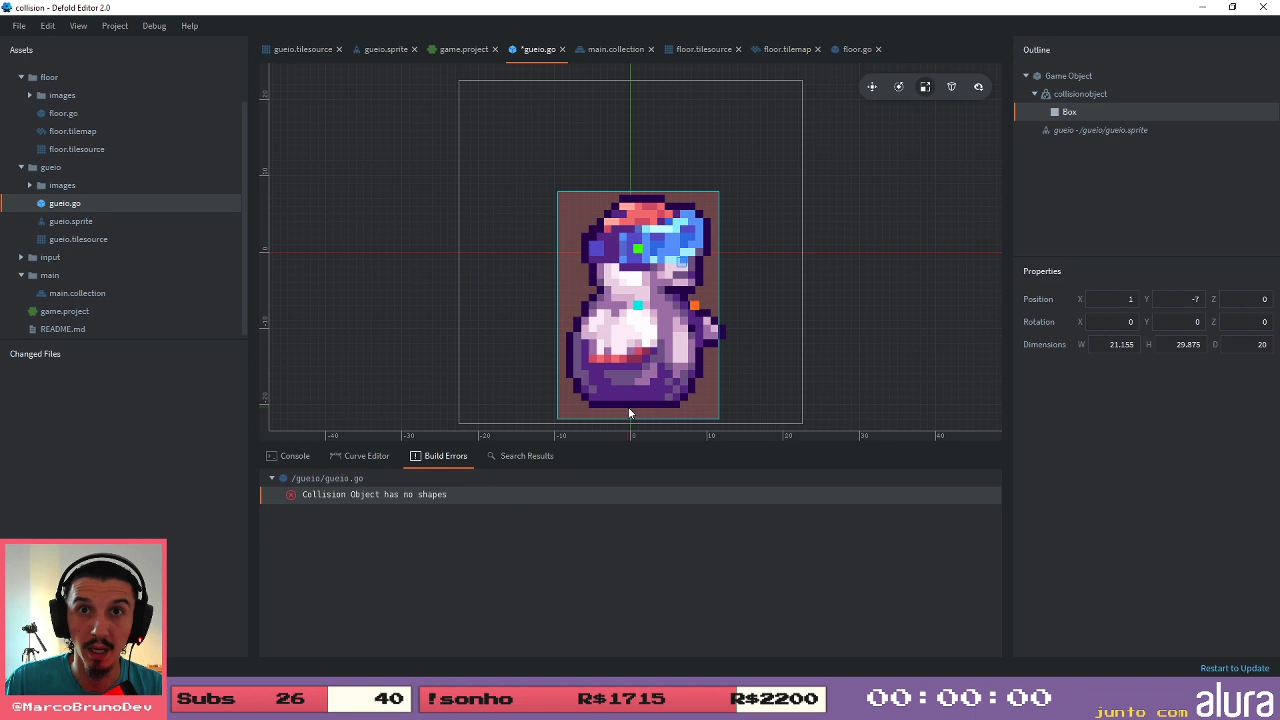 collision - Defold Editor 2.0
File Edit View Project Debug Help
Assets
floor
images
floor.go
floor.tilemap
floor.tilesource
gueio
images
gueio.go
gueio.sprite
gueio.tilesource
input
main
main.collection
game.project
README.md
Changed Files
gueio.tilesource gueio.sprite game.project *gueio.go main.collection floor.tilesource floor.tilemap floor.go
20
10
0
-10
-20
-40 -30 -20 -10 0 10 20 30 40
Console Curve Editor Build Errors Search Results
/gueio/gueio.go
Collision Object has no shapes
Outline
Game Object
collisionobject
Box
gueio - /gueio/gueio.sprite
Properties
Position X 1 Y -7 Z 0
Rotation X 0 Y 0 Z 0
Dimensions W 21.155 H 29.875 D 20
Restart to Update
@MarcoBrunoDev
Subs 26 40 !sonho R$1715 R$2200 00:00:00 junto com alura